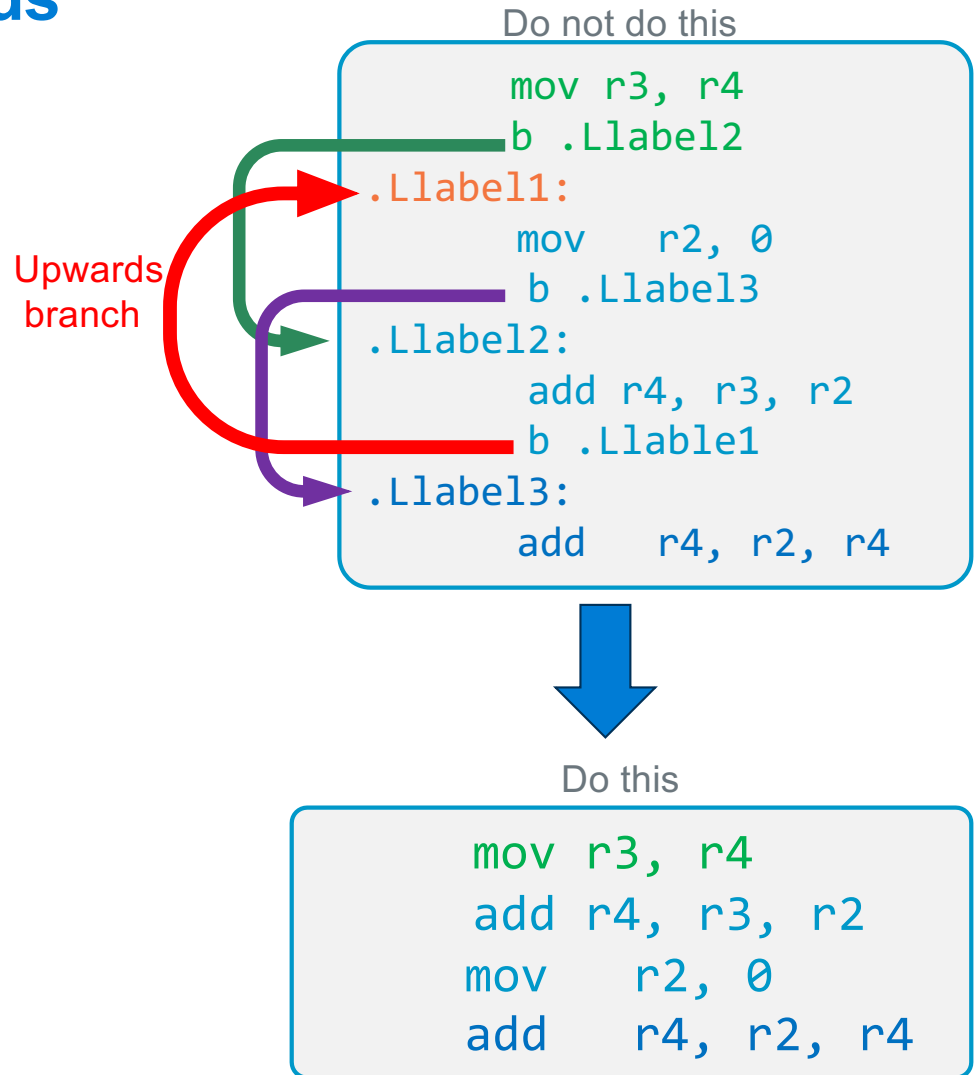 Do not do this
mov r3, r4
b .Llabel2
.Llabel1:
mov r2, 0
b .Llabel3
.Llabel2:
add r4, r3, r2
b .Llable1
.Llabel3:
add r4, r2, r4
Upwards
branch
Do this
mov r3, r4
add r4, r3, r2
mov r2, 0
add r4, r2, r4